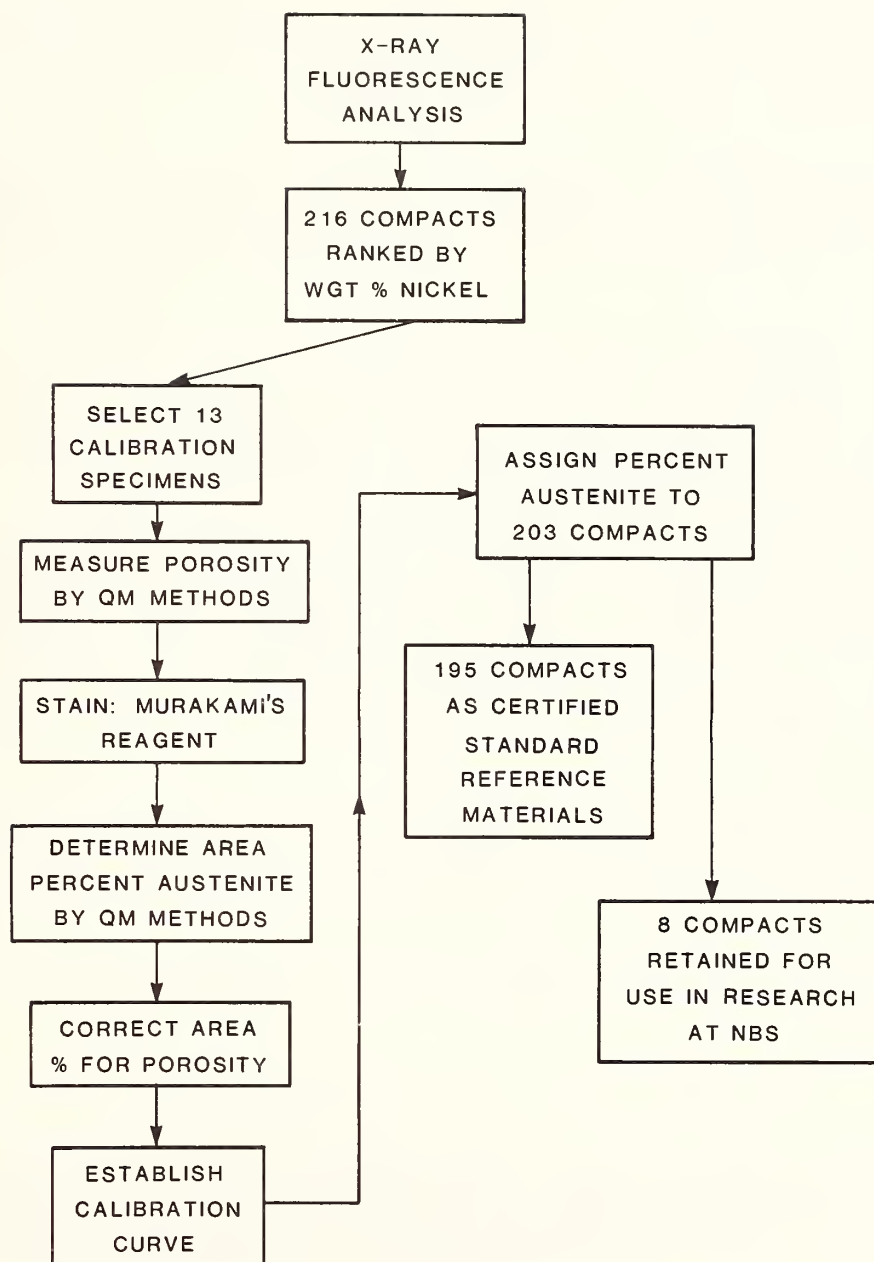 X-RAY
FLUORESCENCE
ANALYSIS
216 COMPACTS
RANKED BY
WGT % NICKEL
SELECT 13
CALIBRATION
SPECIMENS
MEASURE POROSITY
BY QM METHODS
STAIN: MURAKAMI'S
REAGENT
DETERMINE AREA
PERCENT AUSTENITE
BY QM METHODS
CORRECT AREA
% FOR POROSITY
ESTABLISH
CALIBRATION
CURVE
ASSIGN PERCENT
AUSTENITE TO
203 COMPACTS
195 COMPACTS
AS CERTIFIED
STANDARD
REFERENCE
MATERIALS
8 COMPACTS
RETAINED FOR
USE IN RESEARCH
AT NBS